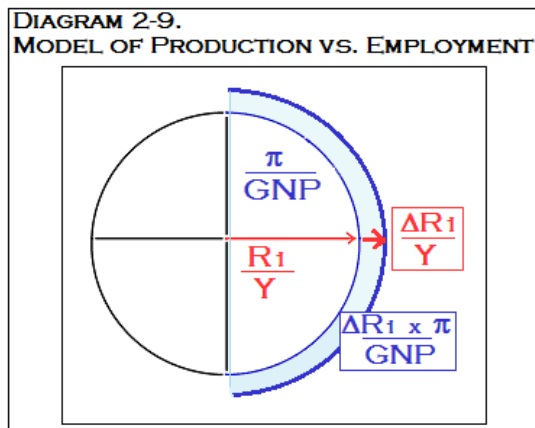 DIAGRAM 2-9.
MODEL OF PRODUCTION VS. EMPLOYMENT
π
GNP
R1
Y
ΔR1
Y
ΔR1 x π
GNP